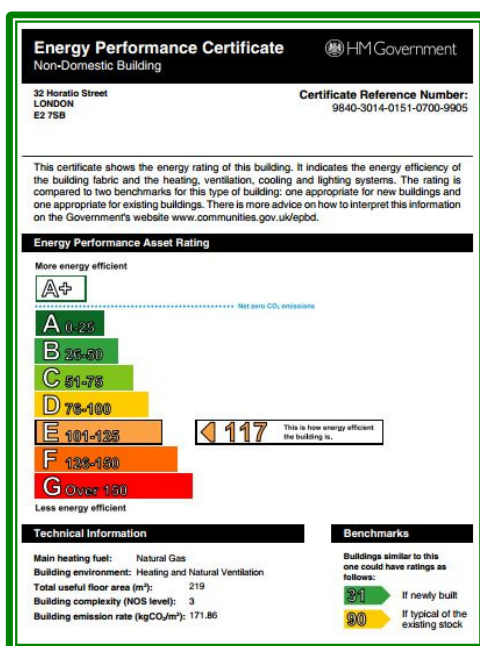 Energy Performance Certificate
HM Government
Non-Domestic Building
32 Horatio Street
LONDON
E2 7SB
Certificate Reference Number:
9840-3014-0151-0700-9905
This certificate shows the energy rating of this building. It indicates the energy efficiency of
the building fabric and the heating, ventilation, cooling and lighting systems. The rating is
compared to two benchmarks for this type of building: one appropriate for new buildings and
one appropriate for existing buildings. There is more advice on how to interpret this information
on the Government's website www.communities.gov.uk/epbd.
Energy Performance Asset Rating
More energy efficient
A+
Net zero CO₂ emissions
A 0-25
B 26-50
C 51-75
D 76-100
E 101-125
117
This is how energy efficient
the building is.
F 126-150
G Over 150
Less energy efficient
Technical Information
Main heating fuel: Natural Gas
Building environment: Heating and Natural Ventilation
Total useful floor area (m²): 219
Building complexity (NOS level): 3
Building emission rate (kgCO₂/m²): 171.86
Benchmarks
Buildings similar to this
one could have ratings as
follows:
31 If newly built
90 If typical of the
existing stock